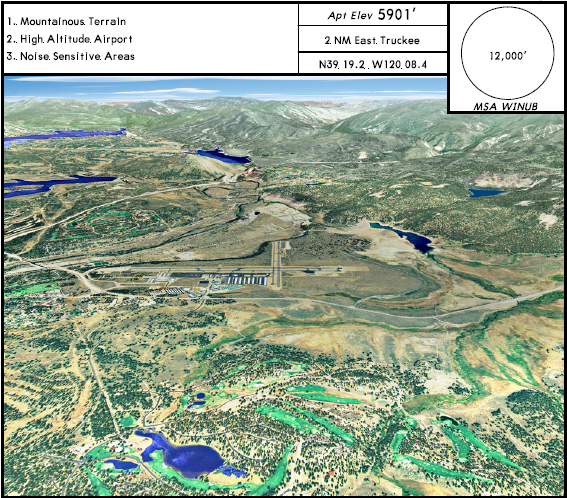 1.. Mountainous. Terrain
2.. High. Altitude. Airport
3.. Noise. Sensitive. Areas
Apt Elev 5901'
2 NM East. Truckee
N39. 19. 2.. W120. 08. 4
12,000'
MSA WINUB